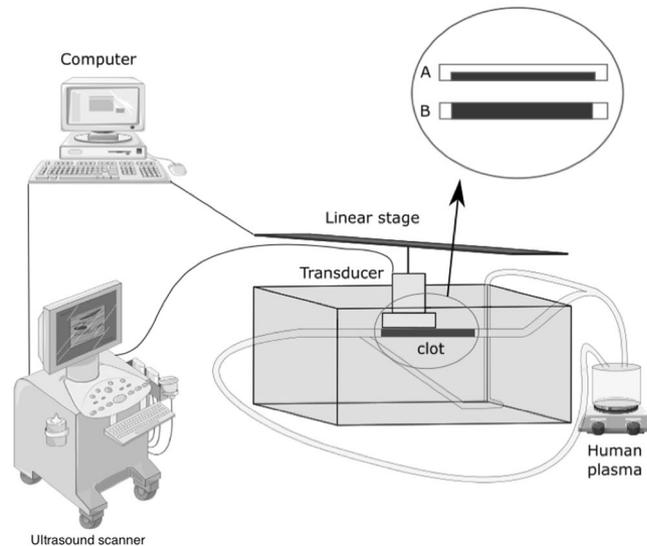 Computer
A
B
Linear stage
Transducer
clot
Human
plasma
Ultrasound scanner